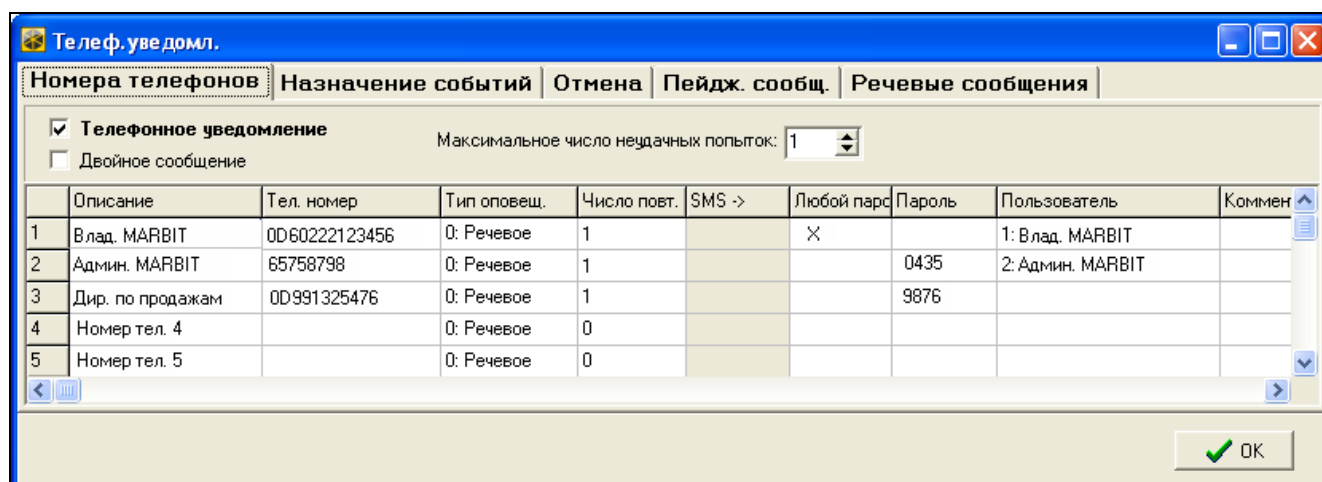 Телеф.уведомл.
Номера телефонов Назначение событий Отмена Пейдж. сообщ. Речевые сообщения
Телефонное уведомление
Максимальное число неудачных попыток: 1
Двойное сообщение
Описание Тел. номер Тип оповещ. Число повт. SMS -> Любой паро Пароль Пользователь Коммен
1 Влад. MARBIT 0D60222123456 0: Речевое 1 X 1: Влад. MARBIT
2 Админ. MARBIT 65758798 0: Речевое 1 0435 2: Админ. MARBIT
3 Дир. по продажам 0D991325476 0: Речевое 1 9876
4 Номер тел. 4 0: Речевое 0
5 Номер тел. 5 0: Речевое 0
OK